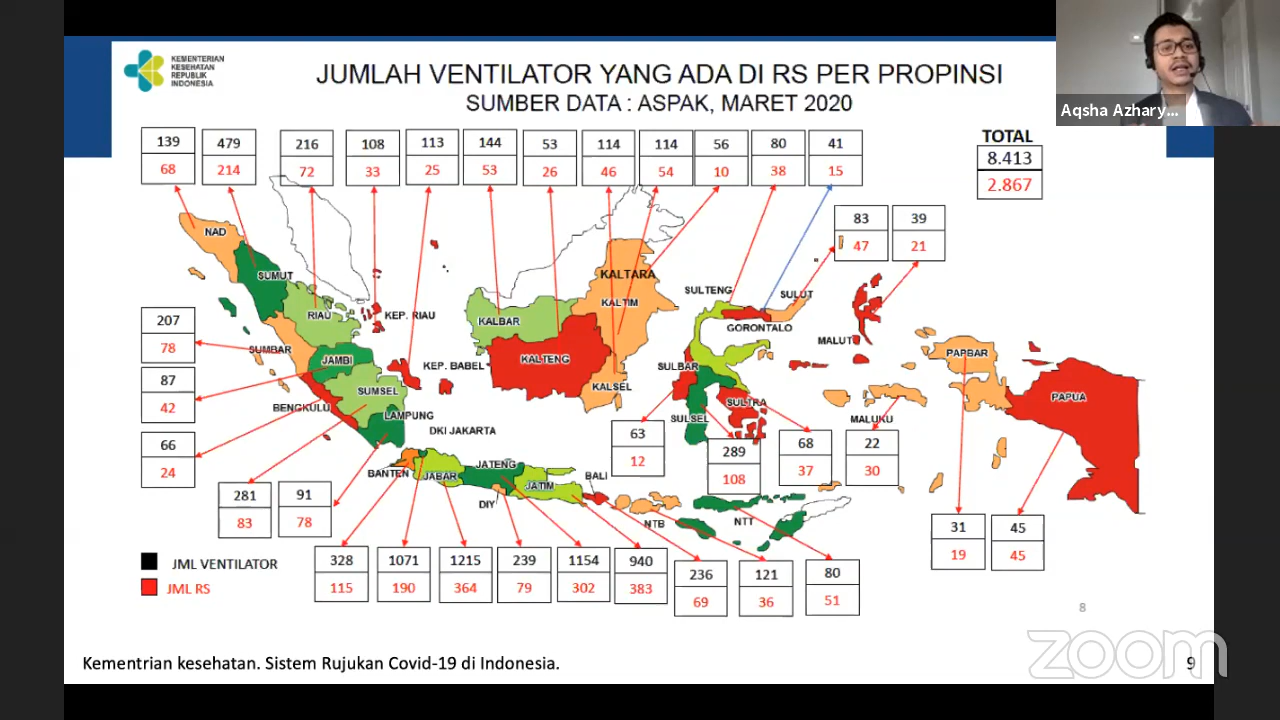 KEMENTERIAN
KESEHATAN
REPUBLIK
INDONESIA
JUMLAH VENTILATOR YANG ADA DI RS PER PROPINSI
SUMBER DATA : ASPAK, MARET 2020
Aqsha Azhary...
TOTAL
8.413
2.867
139
68
479
214
216
72
108
33
113
25
144
53
53
26
114
46
114
54
56
10
80
38
41
15
83
47
39
21
NAD
SUMUT
RIAU
KEP. RIAU
SUMBAR
JAMBI
KEP. BABEL
SUMSEL
BENGKULU
LAMPUNG
DKI JAKARTA
KALBAR
KALTENG
KALTARA
KALTIM
KALSEL
SULTENG
SULUT
GORONTALO
SULBAR
SULTRA
SULSEL
MALUT
MALUKU
PAPBAR
PAPUA
BANTEN
JABAR
JATENG
DIY
JATIM
BALI
NTB
NTT
207
78
87
42
66
24
281
83
91
78
63
12
289
108
68
37
22
30
31
19
45
45
328
115
1071
190
1215
364
239
79
1154
302
940
383
236
69
121
36
80
51
JML VENTILATOR
JML RS
8
Kementrian kesehatan. Sistem Rujukan Covid-19 di Indonesia.
zoom
9